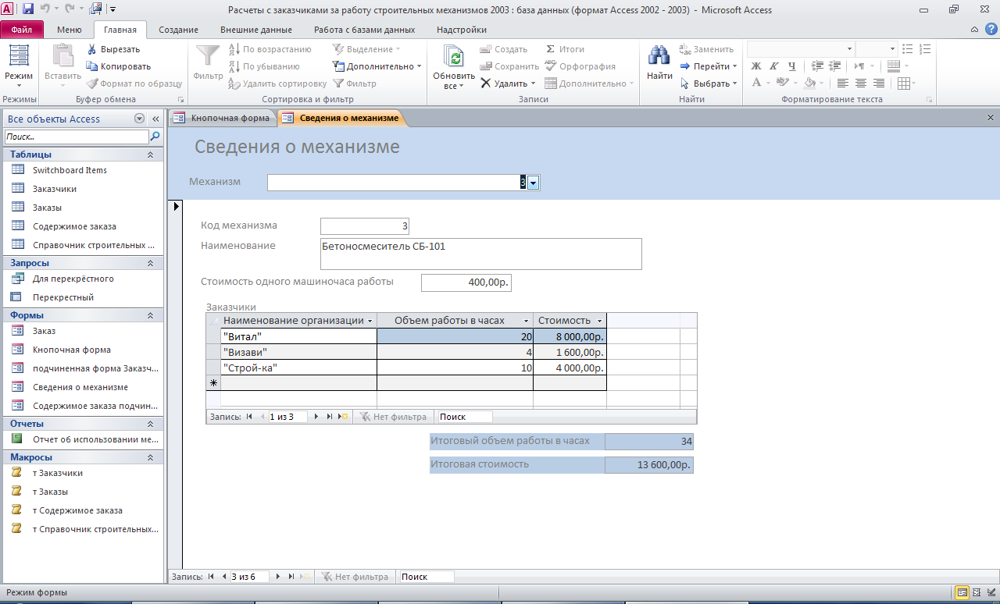 Расчеты с заказчиками за работу строительных механизмов 2003 : база данных (формат Access 2002 - 2003) - Microsoft Access
Файл Меню Главная Создание Внешние данные Работа с базами данных Надстройки
Режим
Режимы
Вставить
Вырезать
Копировать
Формат по образцу
Буфер обмена
Фильтр
По возрастанию
По убыванию
Удалить сортировку
Выделение
Дополнительно
Фильтр
Сортировка и фильтр
Обновить все
Создать
Сохранить
Удалить
Итоги
Орфография
Дополнительно
Записи
Найти
Заменить
Перейти
Выбрать
Найти
Ж К Ч
А
Форматирование текста
Все объекты Access
Поиск...
Таблицы
Switchboard Items
Заказчики
Заказы
Содержимое заказа
Справочник строительных ...
Запросы
Для перекрёстного
Перекрестный
Формы
Заказ
Кнопочная форма
подчиненная форма Заказч...
Сведения о механизме
Содержимое заказа подчин...
Отчеты
Отчет об использовании ме...
Макросы
т Заказчики
т Заказы
т Содержимое заказа
т Справочник строительных...
Кнопочная форма Сведения о механизме
Сведения о механизме
Механизм 3
Код механизма 3
Наименование Бетоносмеситель СБ-101
Стоимость одного машиночаса работы 400,00р.
Заказчики
Наименование организации Объем работы в часах Стоимость
"Витал" 20 8 000,00р.
"Визави" 4 1 600,00р.
"Строй-ка" 10 4 000,00р.
Запись: 1 из 3 Нет фильтра Поиск
Итоговый объем работы в часах 34
Итоговая стоимость 13 600,00р.
Запись: 3 из 6 Нет фильтра Поиск
Режим формы